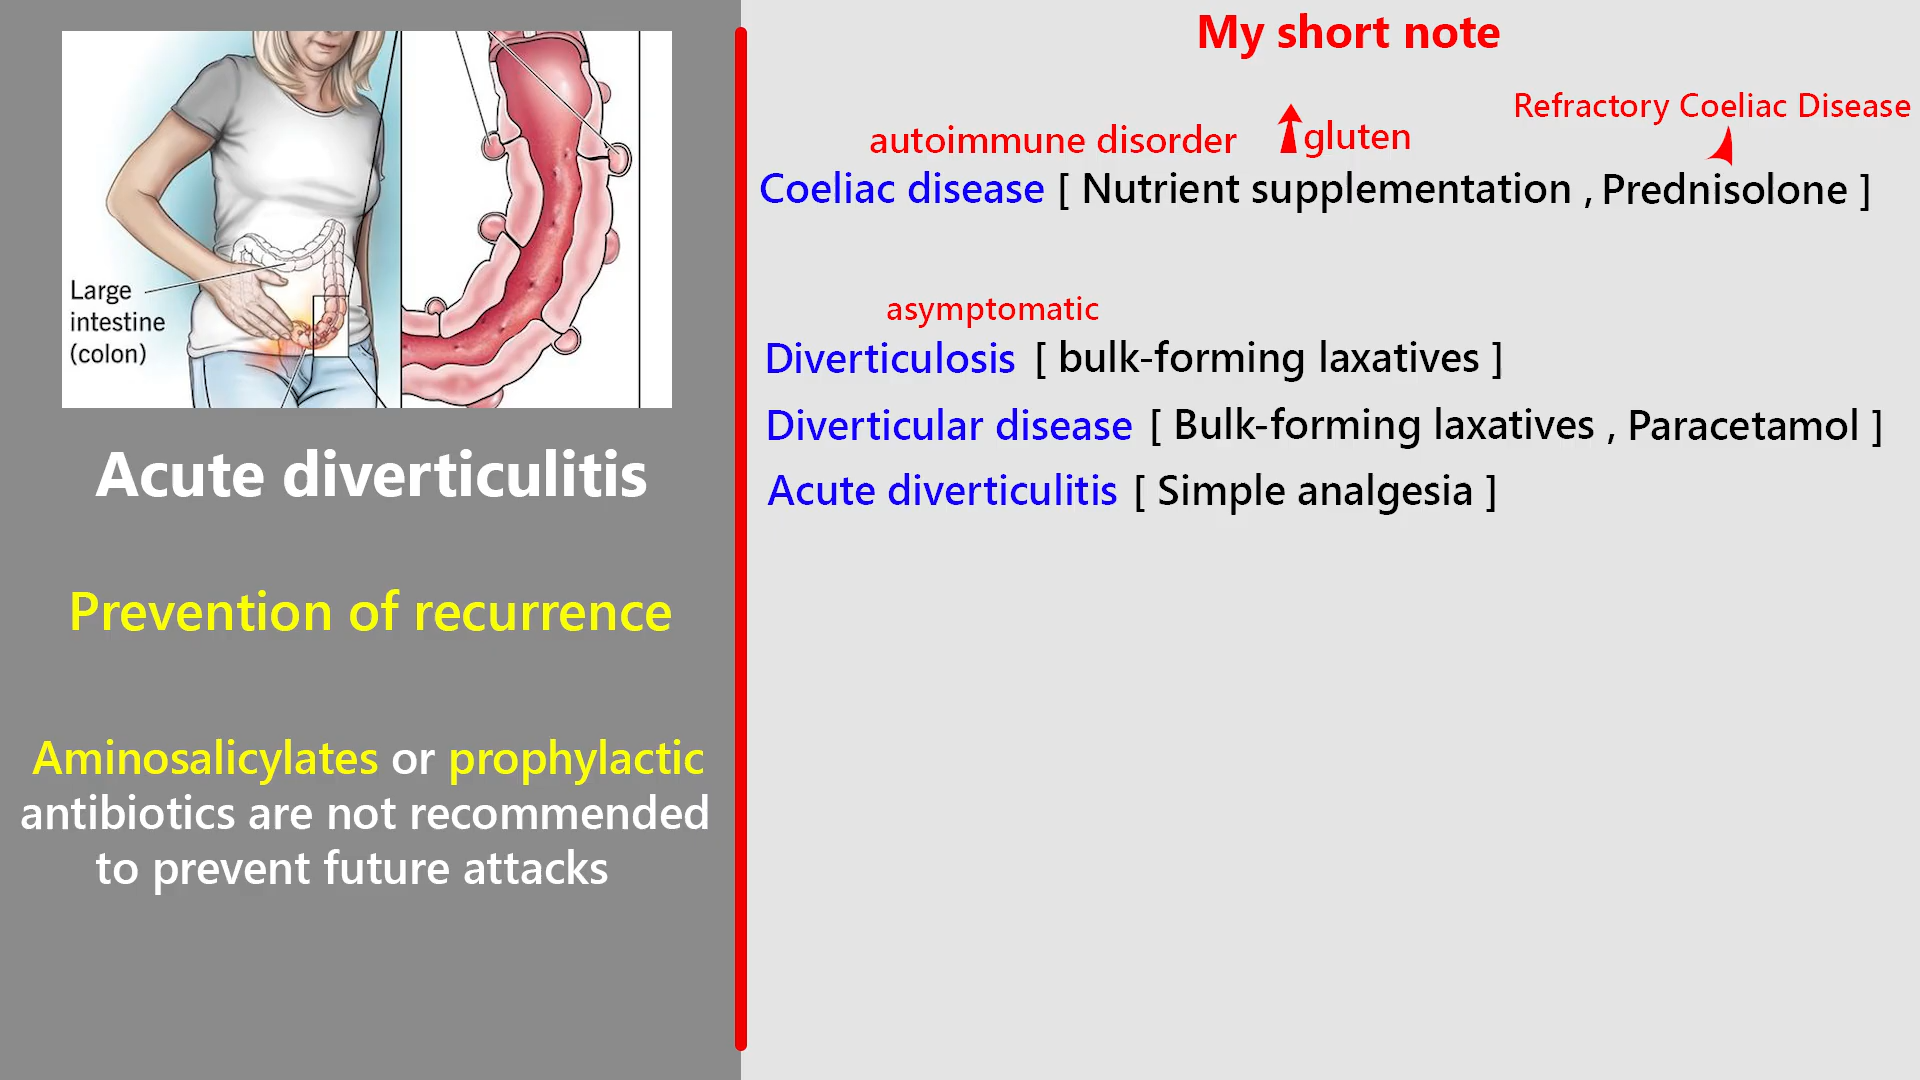 Large
intestine
(colon)
Acute diverticulitis
Prevention of recurrence
Aminosalicylates or prophylactic
antibiotics are not recommended
to prevent future attacks
My short note
Refractory Coeliac Disease
autoimmune disorder gluten
Coeliac disease [ Nutrient supplementation , Prednisolone ]
asymptomatic
Diverticulosis [ bulk-forming laxatives ]
Diverticular disease [ Bulk-forming laxatives , Paracetamol ]
Acute diverticulitis [ Simple analgesia ]